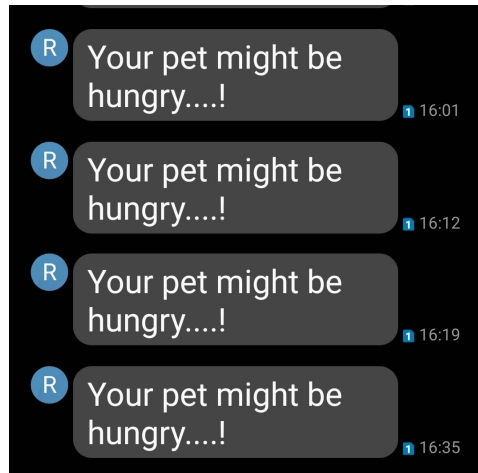 R
Your pet might be
hungry....!
1 16:01
R
Your pet might be
hungry....!
1 16:12
R
Your pet might be
hungry....!
1 16:19
R
Your pet might be
hungry....!
1 16:35